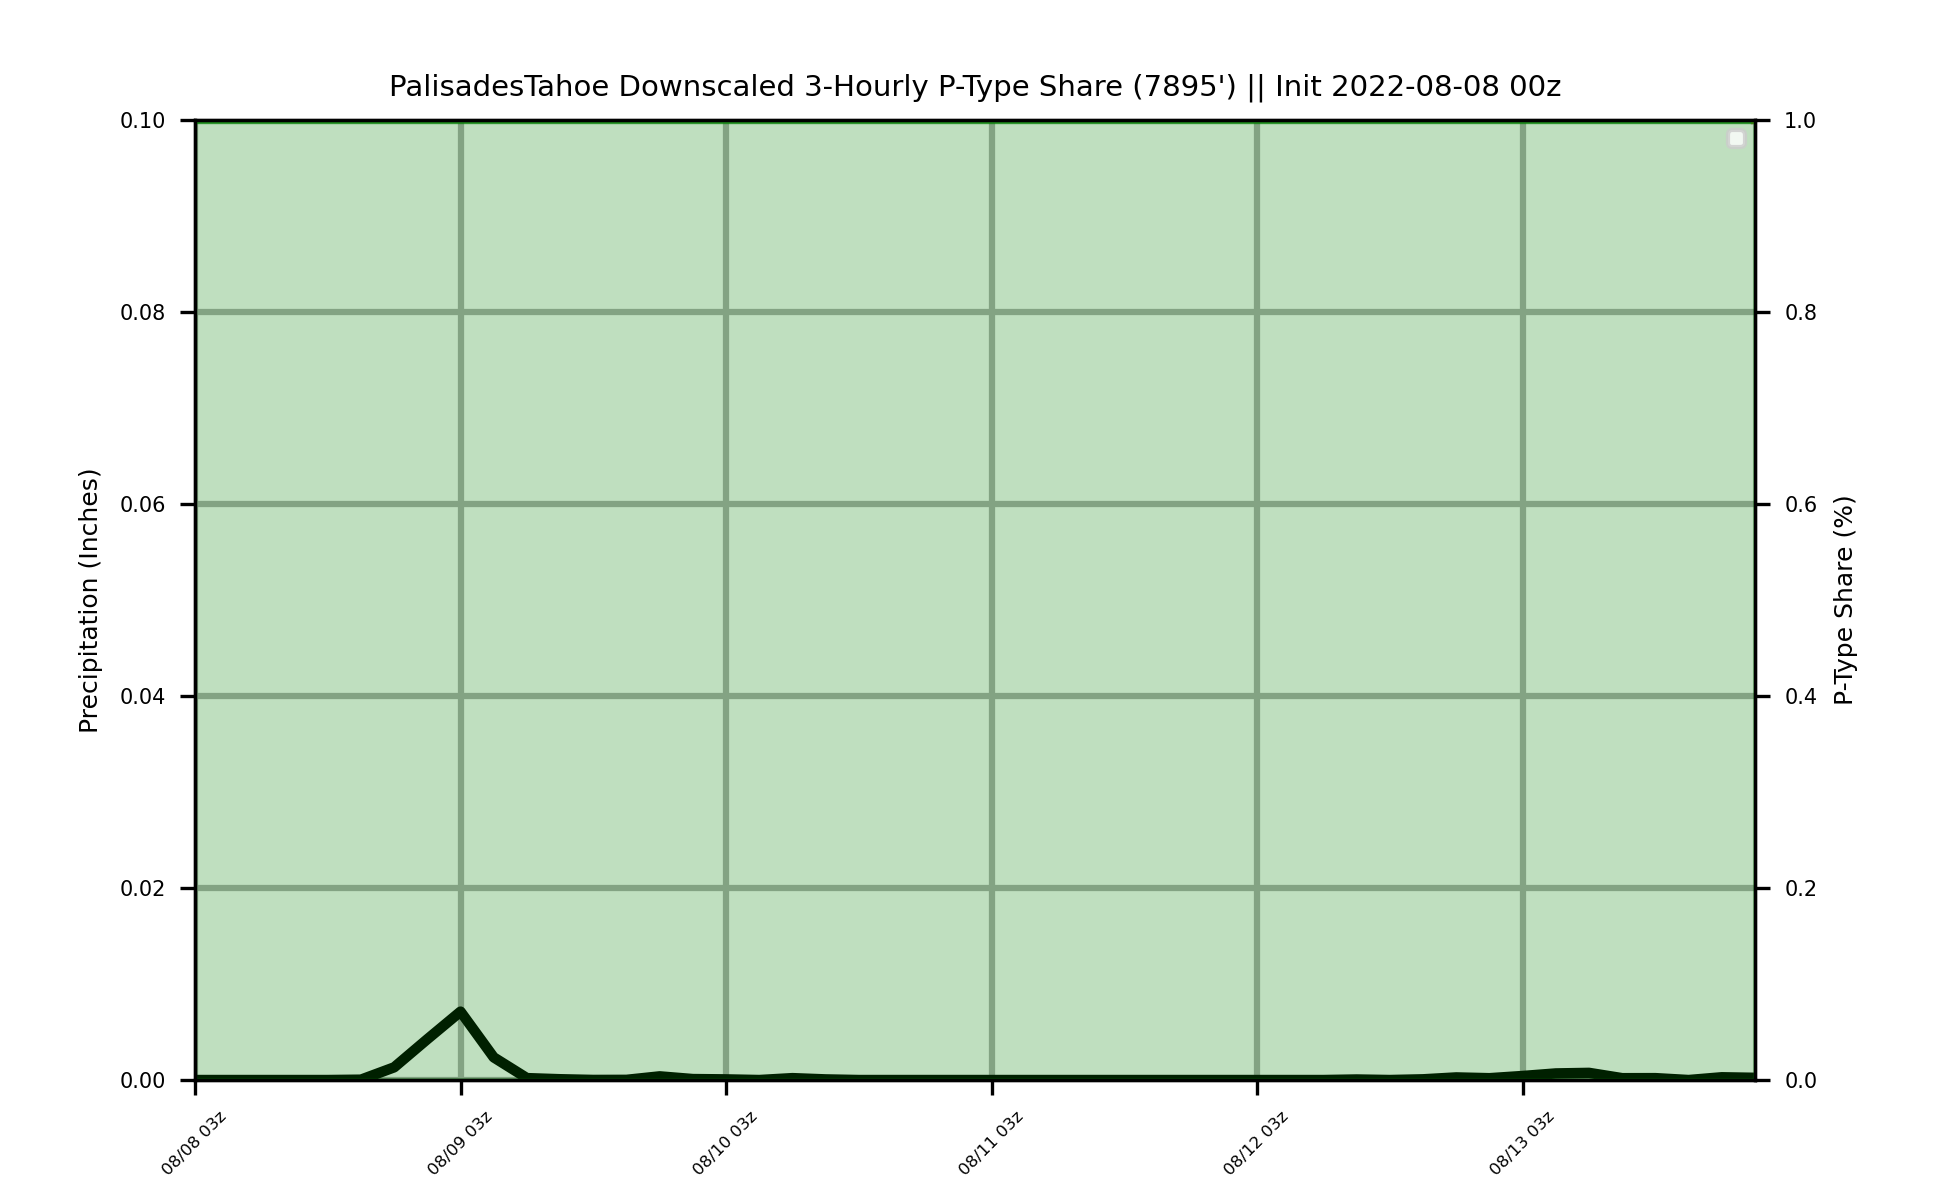 PalisadesTahoe Downscaled 3-Hourly P-Type Share (7895') || Init 2022-08-08 00z
0.10
0.08
0.06
0.04
0.02
0.00
Precipitation (Inches)
1.0
0.8
0.6
0.4
0.2
0.0
P-Type Share (%)
08/08 03z
08/09 03z
08/10 03z
08/11 03z
08/12 03z
08/13 03z